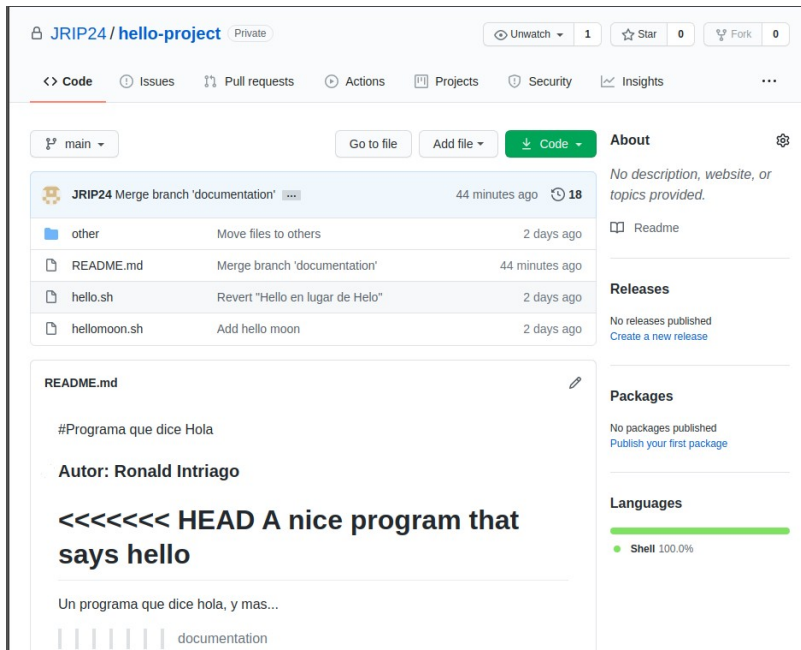 JRIP24 / hello-project Private
Unwatch 1 Star 0 Fork 0
<> Code Issues Pull requests Actions Projects Security Insights ...
main Go to file Add file Code
JRIP24 Merge branch 'documentation' ... 44 minutes ago 18
other Move files to others 2 days ago
README.md Merge branch 'documentation' 44 minutes ago
hello.sh Revert "Hello en lugar de Helo" 2 days ago
hellomoon.sh Add hello moon 2 days ago
README.md
#Programa que dice Hola
Autor: Ronald Intriago
<<<<<<< HEAD A nice program that
says hello
Un programa que dice hola, y mas...
documentation
About
No description, website, or
topics provided.
Readme
Releases
No releases published
Create a new release
Packages
No packages published
Publish your first package
Languages
Shell 100.0%